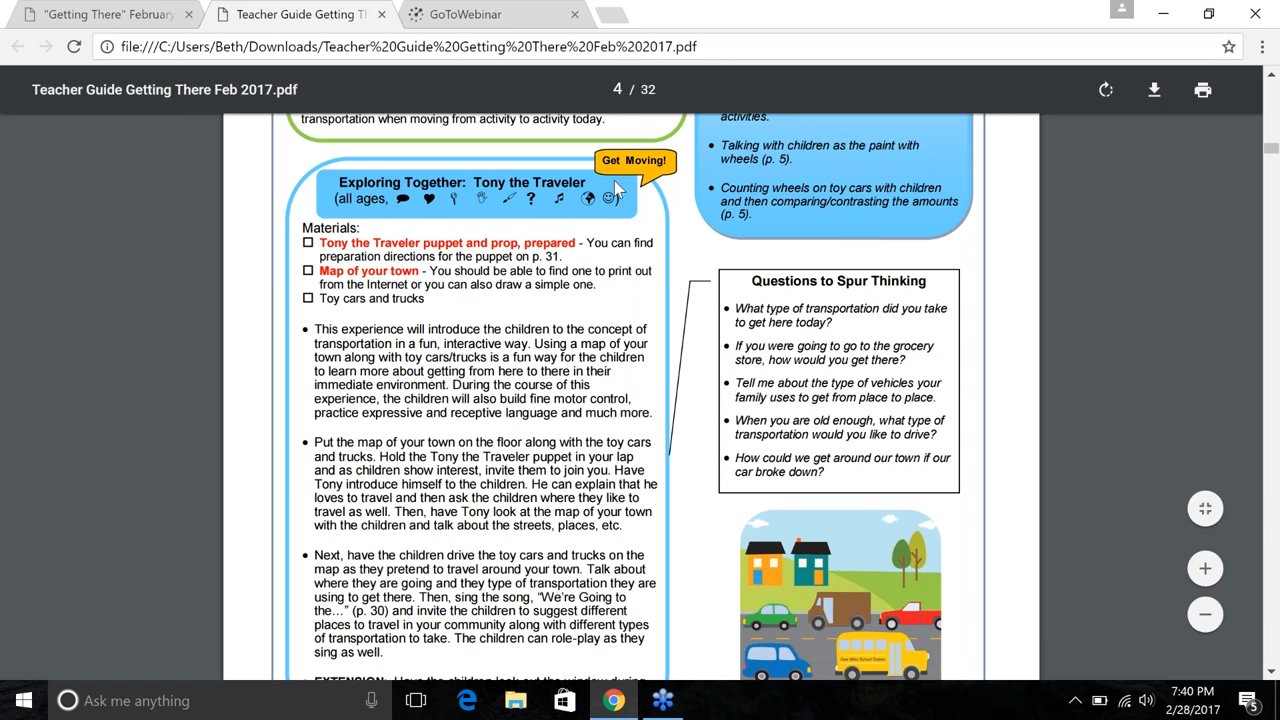 "Getting There" February
Teacher Guide Getting Th
GoToWebinar
file:///C:/Users/Beth/Downloads/Teacher%20Guide%20Getting%20There%20Feb%202017.pdf
Teacher Guide Getting There Feb 2017.pdf
4 / 32
transportation when moving from activity to activity today.
Get Moving!
Exploring Together: Tony the Traveler
(all ages, ? )
Materials:
Tony the Traveler puppet and prop, prepared - You can find
preparation directions for the puppet on p. 31.
Map of your town - You should be able to find one to print out
from the Internet or you can also draw a simple one.
Toy cars and trucks
• This experience will introduce the children to the concept of
transportation in a fun, interactive way. Using a map of your
town along with toy cars/trucks is a fun way for the children
to learn more about getting from here to there in their
immediate environment. During the course of this
experience, the children will also build fine motor control,
practice expressive and receptive language and much more.
• Put the map of your town on the floor along with the toy cars
and trucks. Hold the Tony the Traveler puppet in your lap
and as children show interest, invite them to join you. Have
Tony introduce himself to the children. He can explain that he
loves to travel and then ask the children where they like to
travel as well. Then, have Tony look at the map of your town
with the children and talk about the streets, places, etc.
• Next, have the children drive the toy cars and trucks on the
map as they pretend to travel around your town. Talk about
where they are going and they type of transportation they are
using to get there. Then, sing the song, “We’re Going to
the…” (p. 30) and invite the children to suggest different
places to travel in your community along with different types
of transportation to take. The children can role-play as they
sing as well.
EXTENSION: Have the children look out the window during
activities.
• Talking with children as the paint with
wheels (p. 5).
• Counting wheels on toy cars with children
and then comparing/contrasting the amounts
(p. 5).
Questions to Spur Thinking
• What type of transportation did you take
to get here today?
• If you were going to go to the grocery
store, how would you get there?
• Tell me about the type of vehicles your
family uses to get from place to place.
• When you are old enough, what type of
transportation would you like to drive?
• How could we get around our town if our
car broke down?
Gee Whiz School District
Ask me anything
7:40 PM
2/28/2017
5